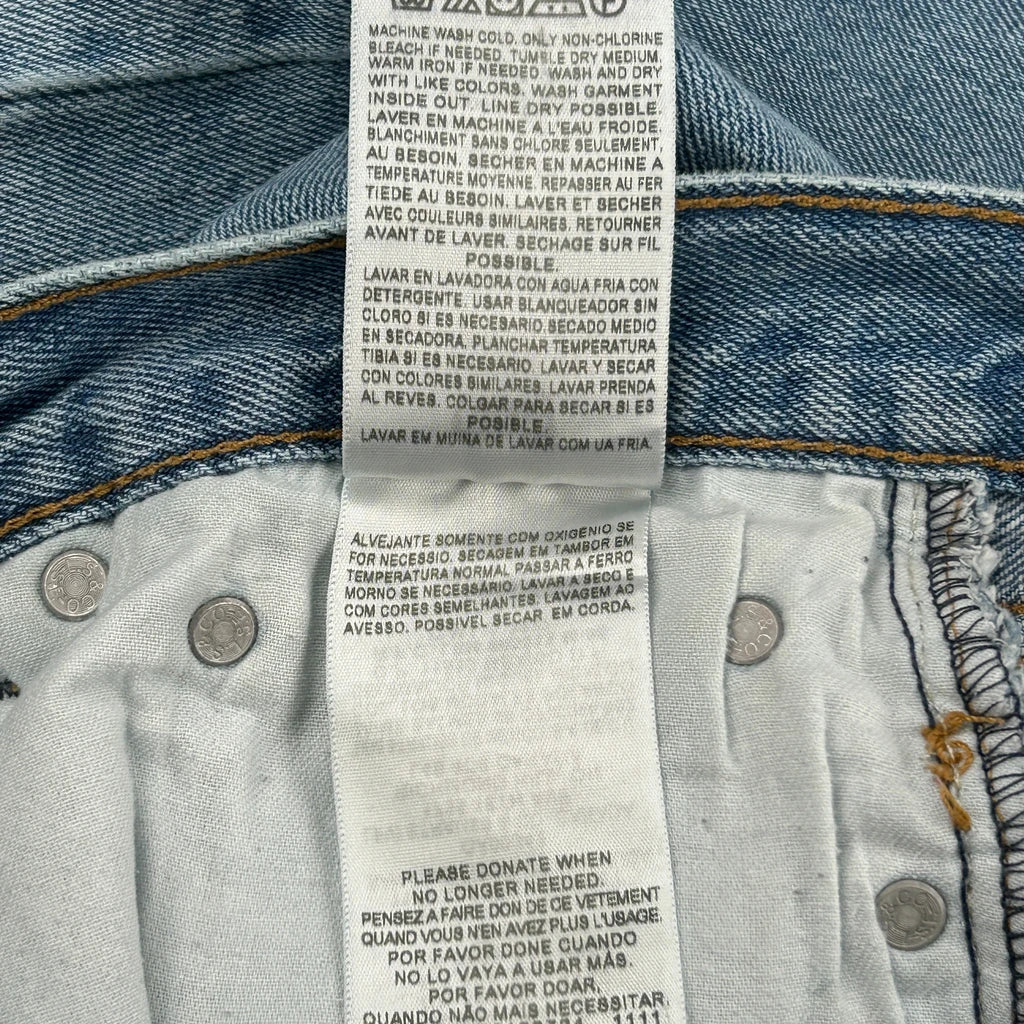 MACHINE WASH COLD. ONLY NON-CHLORINE
BLEACH IF NEEDED. TUMBLE DRY MEDIUM.
WARM IRON IF NEEDED. WASH AND DRY
WITH LIKE COLORS. WASH GARMENT
INSIDE OUT. LINE DRY POSSIBLE.
LAVER EN MACHINE A L'EAU FROIDE.
BLANCHIMENT SANS CHLORE SEULEMENT,
AU BESOIN. SECHER EN MACHINE A
TEMPERATURE MOYENNE. REPASSER AU FER
TIEDE AU BESOIN. LAVER ET SECHER
AVEC COULEURS SIMILAIRES. RETOURNER
AVANT DE LAVER. SECHAGE SUR FIL
POSSIBLE.
LAVAR EN LAVADORA CON AGUA FRIA CON
DETERGENTE. USAR BLANQUEADOR SIN
CLORO SI ES NECESARIO. SECADO MEDIO
EN SECADORA. PLANCHAR TEMPERATURA
TIBIA SI ES NECESARIO. LAVAR Y SECAR
CON COLORES SIMILARES. LAVAR PRENDA
AL REVES. COLGAR PARA SECAR SI ES
POSIBLE.
LAVAR EM MUINA DE LAVAR COM UA FRIA.
ALVEJANTE SOMENTE COM OXIGENIO SE
FOR NECESSIO. SECAGEM EM TAMBOR EM
TEMPERATURA NORMAL PASSAR A FERRO
MORNO SE NECESSARIO. LAVAR A SECO E
COM CORES SEMELHANTES. LAVAGEM AO
AVESSO. POSSIVEL SECAR EM CORDA.
PLEASE DONATE WHEN
NO LONGER NEEDED.
PENSEZ A FAIRE DON DE CE VETEMENT
QUAND VOUS N'EN AVEZ PLUS L'USAGE.
POR FAVOR DONE CUANDO
NO LO VAYA A USAR MÁS.
POR FAVOR DOAR,
QUANDO NÃO MAIS NECESSITAR.
1111